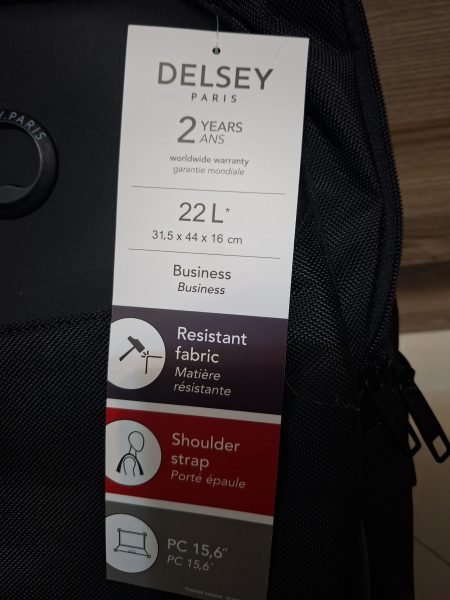 DELSEY
PARIS
2 YEARS
ANS
worldwide warranty
garantie mondiale
22 L*
31,5 x 44 x 16 cm
Business
Business
Resistant
fabric
Matière
résistante
Shoulder
strap
Porté épaule
PC 15,6"
PC 15,6"
PARIS